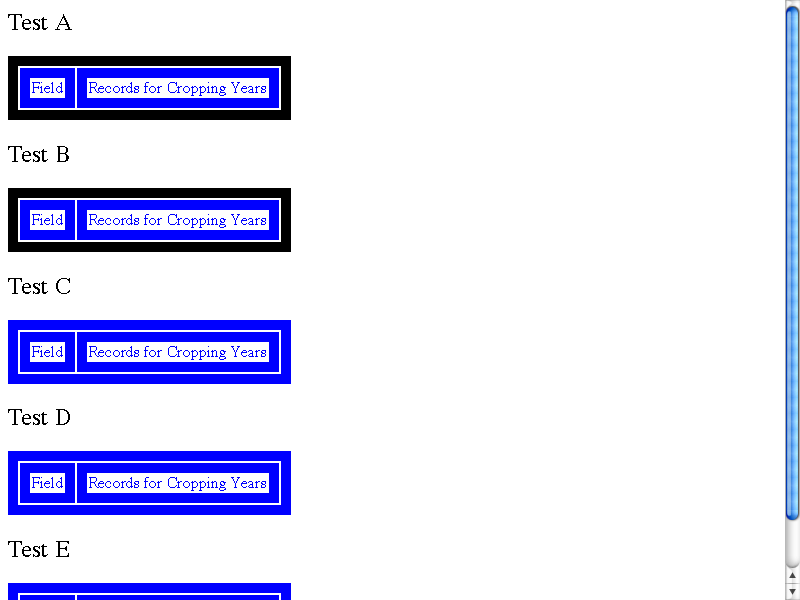 Test A
Field Records for Cropping Years
Test B
Field Records for Cropping Years
Test C
Field Records for Cropping Years
Test D
Field Records for Cropping Years
Test E